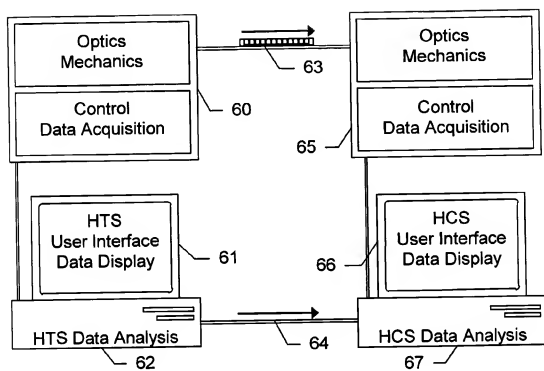 Optics
Mechanics
Control
Data Acquisition
60
63
Optics
Mechanics
Control
Data Acquisition
65
HTS
User Interface
Data Display
61
HTS Data Analysis
62
64
HCS
User Interface
Data Display
66
HCS Data Analysis
67